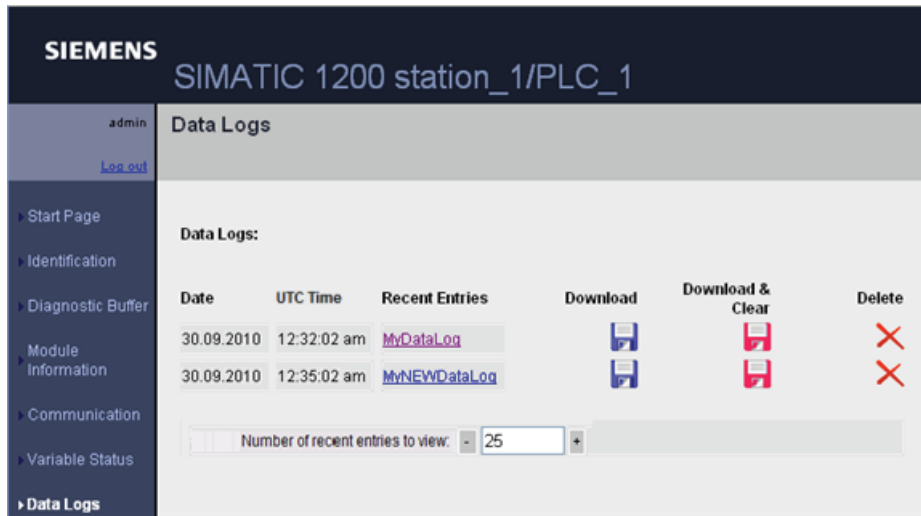 SIEMENS
SIMATIC 1200 station_1/PLC_1
admin
Log out
Data Logs
Start Page
Identification
Diagnostic Buffer
Module
Information
Communication
Variable Status
Data Logs
Data Logs:
Date UTC Time Recent Entries Download Download &
Clear Delete
30.09.2010 12:32:02 am MyDataLog
30.09.2010 12:35:02 am MyNEWDataLog
Number of recent entries to view: - 25 +